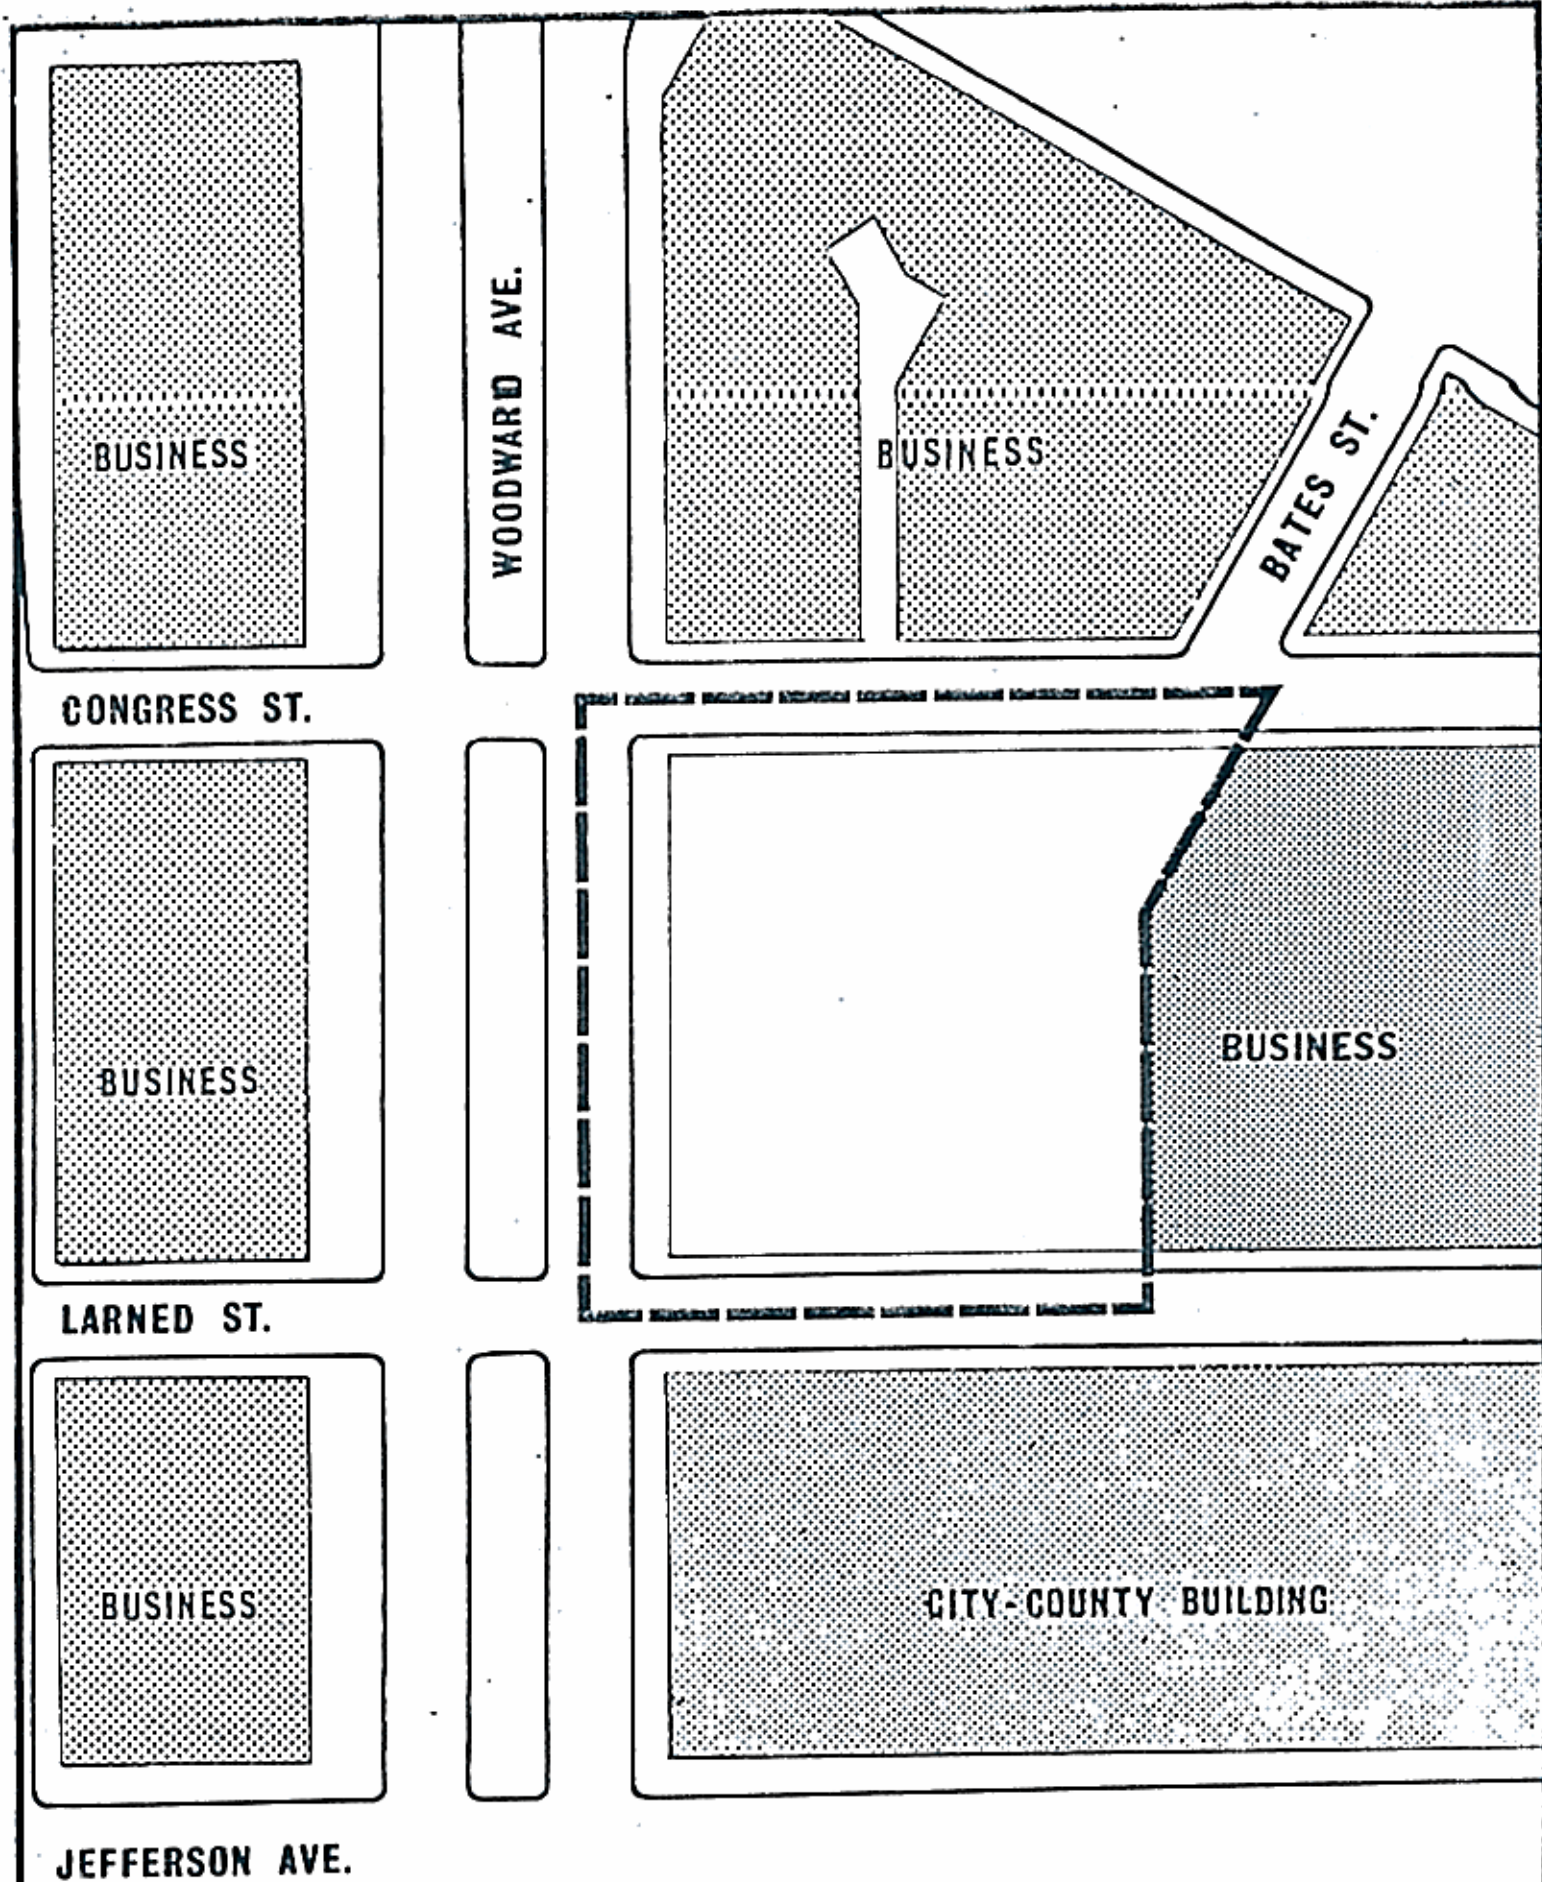 WOODWARD AVE.
BUSINESS
BUSINESS
BATES ST.
CONGRESS ST.
BUSINESS
BUSINESS
LARNED ST.
BUSINESS
CITY-COUNTY BUILDING
JEFFERSON AVE.